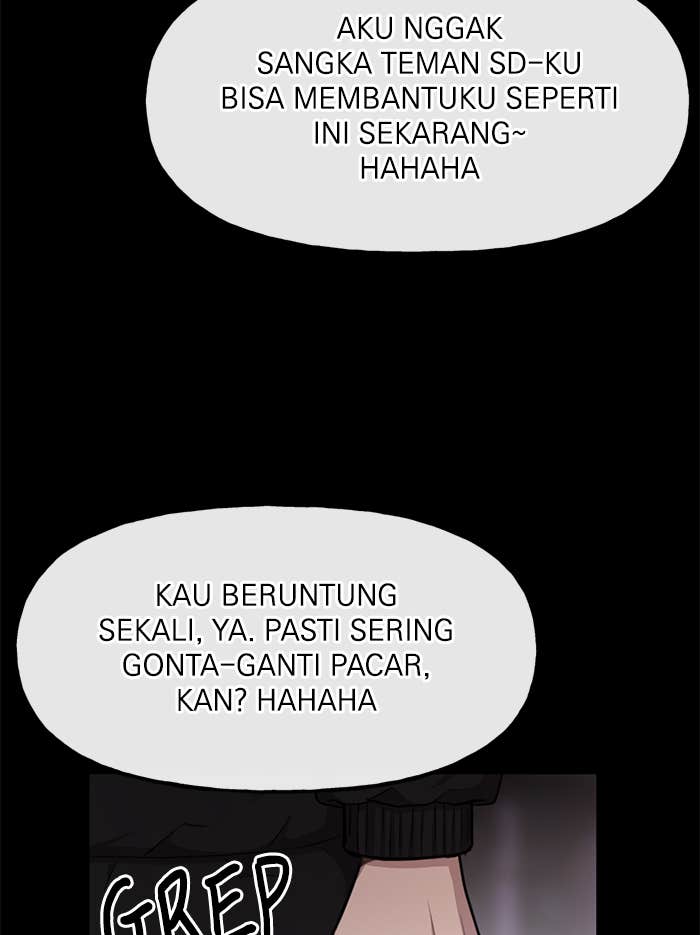 AKU NGGAK
SANGKA TEMAN SD-KU
BISA MEMBANTUKU SEPERTI
INI SEKARANG~
HAHAHA
KAU BERUNTUNG
SEKALI, YA. PASTI SERING
GONTA-GANTI PACAR,
KAN? HAHAHA
GREP